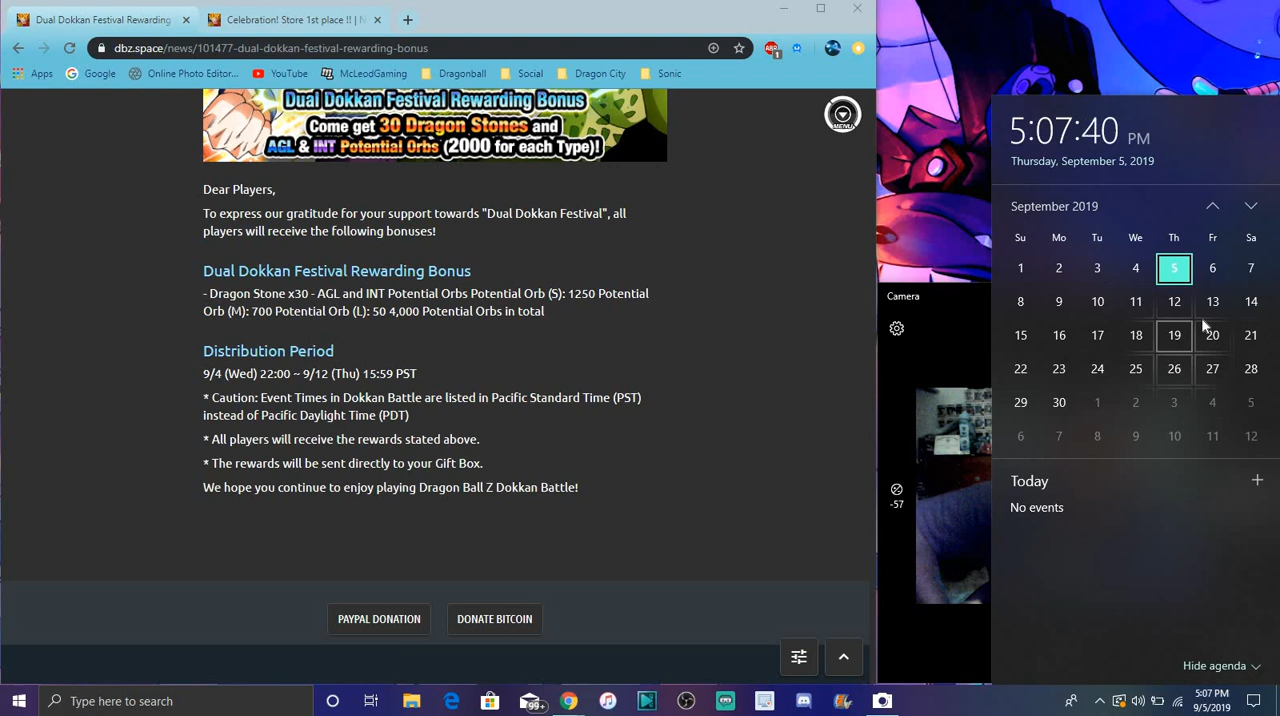 Dual Dokkan Festival Rewarding
Celebration! Store 1st place !! | N
dbz.space/news/101477-dual-dokkan-festival-rewarding-bonus
ABP
1
Apps
Google
Online Photo Editor...
YouTube
McLeodGaming
Dragonball
Social
Dragon City
Sonic
Dual Dokkan Festival Rewarding Bonus
Come get 30 Dragon Stones and
AGL & INT Potential Orbs (2000 for each Type)!
MENU
Dear Players,
To express our gratitude for your support towards "Dual Dokkan Festival", all
players will receive the following bonuses!
Dual Dokkan Festival Rewarding Bonus
- Dragon Stone x30 - AGL and INT Potential Orbs Potential Orb (S): 1250 Potential
Orb (M): 700 Potential Orb (L): 50 4,000 Potential Orbs in total
Distribution Period
9/4 (Wed) 22:00 ~ 9/12 (Thu) 15:59 PST
* Caution: Event Times in Dokkan Battle are listed in Pacific Standard Time (PST)
instead of Pacific Daylight Time (PDT)
* All players will receive the rewards stated above.
* The rewards will be sent directly to your Gift Box.
We hope you continue to enjoy playing Dragon Ball Z Dokkan Battle!
PAYPAL DONATION
DONATE BITCOIN
Camera
-57
5:07:40 PM
Thursday, September 5, 2019
September 2019
Su Mo Tu We Th Fr Sa
1 2 3 4 5 6 7
8 9 10 11 12 13 14
15 16 17 18 19 20 21
22 23 24 25 26 27 28
29 30 1 2 3 4 5
6 7 8 9 10 11 12
Today
No events
Hide agenda
Type here to search
99+
5:07 PM
9/5/2019